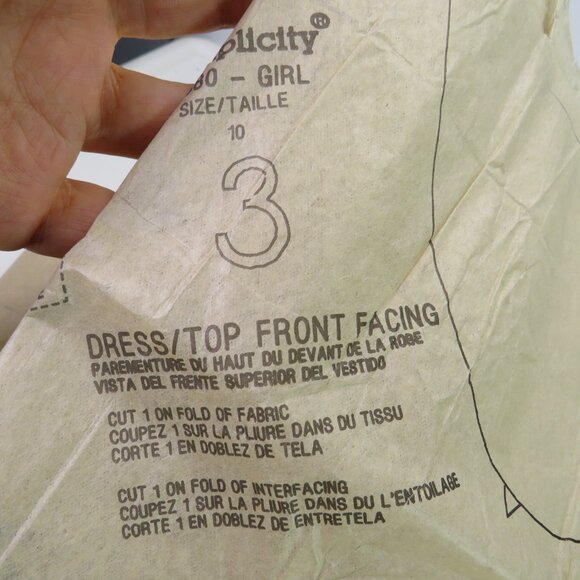 plicity®
80 - GIRL
SIZE/TAILLE
10
3
DRESS/TOP FRONT FACING
PAREMENTURE DU HAUT DU DEVANT DE LA ROBE
VISTA DEL FRENTE SUPERIOR DEL VESTIDO
CUT 1 ON FOLD OF FABRIC
COUPEZ 1 SUR LA PLIURE DANS DU TISSU
CORTE 1 EN DOBLEZ DE TELA
CUT 1 ON FOLD OF INTERFACING
COUPEZ 1 SUR LA PLIURE DANS DU L'ENTOILAGE
CORTE 1 EN DOBLEZ DE ENTRETELA